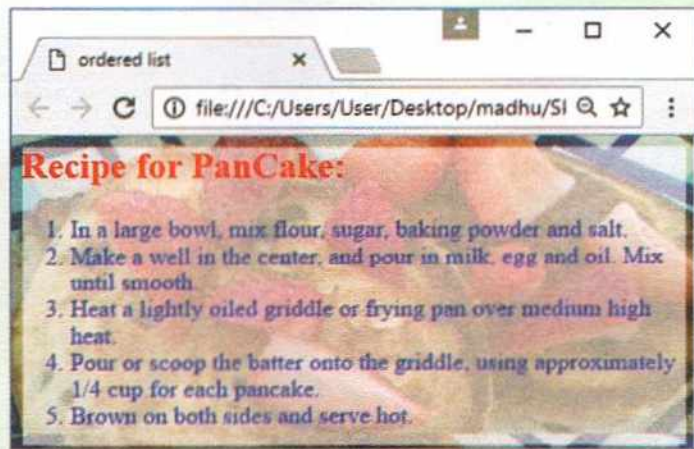 ordered list
file:///C:/Users/User/Desktop/madhu/Sl
Recipe for PanCake:
1. In a large bowl, mix flour, sugar, baking powder and salt.
2. Make a well in the center, and pour in milk, egg and oil. Mix
until smooth.
3. Heat a lightly oiled griddle or frying pan over medium high
heat.
4. Pour or scoop the batter onto the griddle, using approximately
1/4 cup for each pancake.
5. Brown on both sides and serve hot.